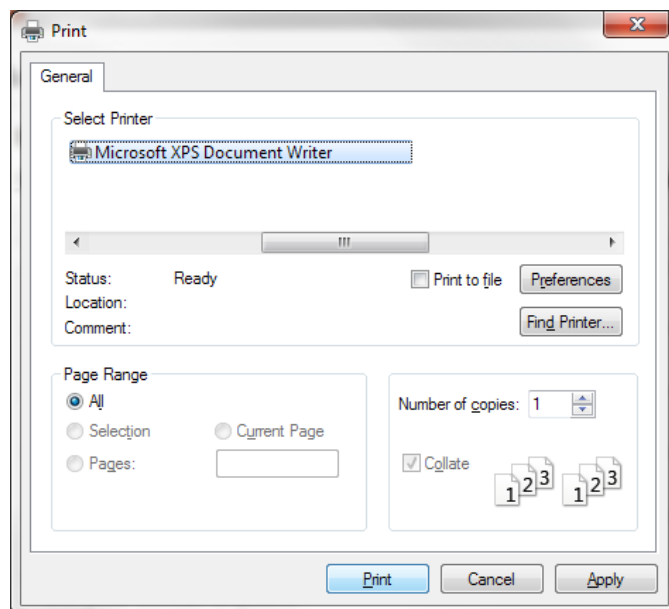 Print
General
Select Printer
Microsoft XPS Document Writer
Status: Ready
Print to file
Preferences
Location:
Comment:
Find Printer...
Page Range
All
Selection
Current Page
Pages:
Number of copies: 1
Collate
1 2 3 1 2 3
Print
Cancel
Apply